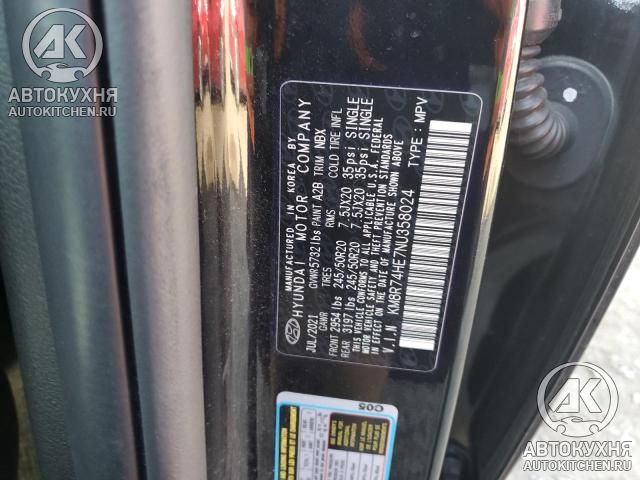 АК
АВТОКУХНЯ
AUTOKITCHEN.RU
MANUFACTURED IN KOREA BY
HYUNDAI MOTOR COMPANY
JUL/2021 GVWR 5732 lbs PAINT A2B TRIM NBX
GAWR TIRES RMS COLD TIRE INFL
FRONT 2954 lbs 245/50R20 7.5JX20 35psi SINGLE
REAR 3197 lbs 245/50R20 7.5JX20 35psi SINGLE
THIS VEHICLE CONFORMS TO ALL APPLICABLE U.S.A. FEDERAL
MOTOR VEHICLE SAFETY, BUMPER, AND THEFT PREVENTION STANDARDS
IN EFFECT ON THE DATE OF MANUFACTURE SHOWN ABOVE
V.I.N KM8R74HE7NU358024 TYPE : MPV
C05
АК
АВТОКУХНЯ
AUTOKITCHEN.RU